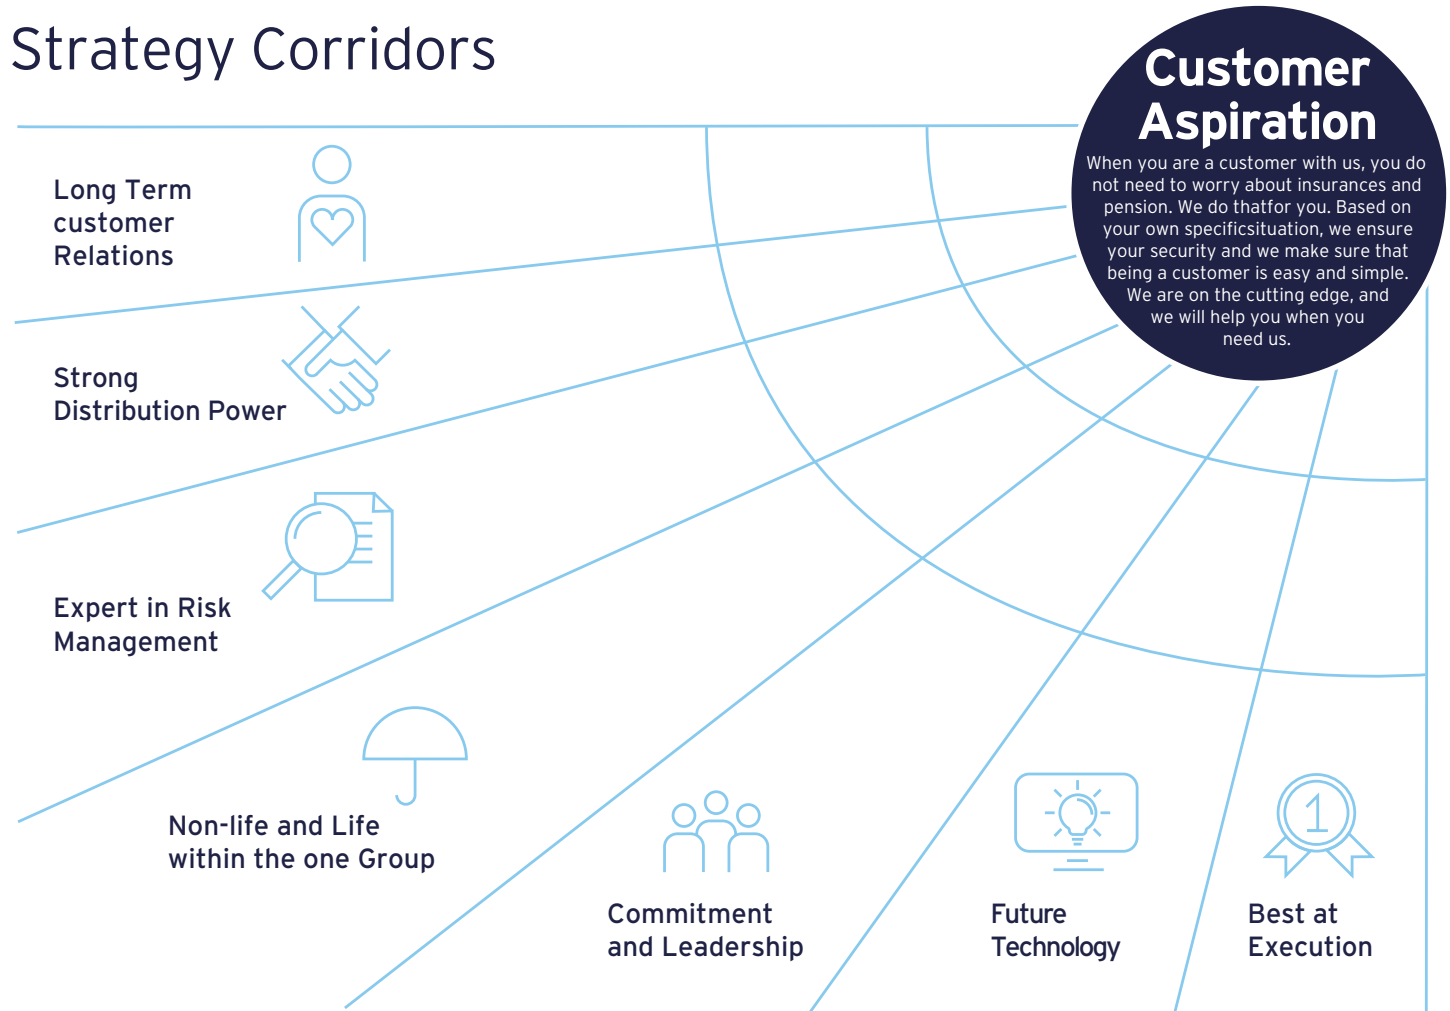 Strategy Corridors
Customer
Aspiration
When you are a customer with us, you do
not need to worry about insurances and
pension. We do thatfor you. Based on
your own specificsituation, we ensure
your security and we make sure that
being a customer is easy and simple.
We are on the cutting edge, and
we will help you when you
need us.
Long Term
customer
Relations
Strong
Distribution Power
Expert in Risk
Management
Non-life and Life
within the one Group
Commitment
and Leadership
Future
Technology
1
Best at
Execution